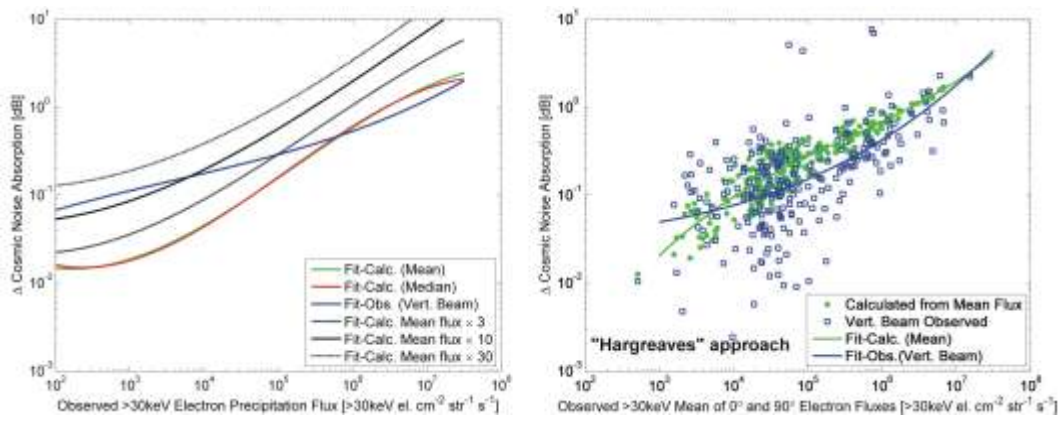 10¹
10⁰
10⁻¹
10⁻²
10⁻³
Δ Cosmic Noise Absorption [dB]
Fit-Calc. (Mean)
Fit-Calc. (Median)
Fit-Obs. (Vert. Beam)
Fit-Calc. Mean flux × 3
Fit-Calc. Mean flux × 10
Fit-Calc. Mean flux × 30
10² 10³ 10⁴ 10⁵ 10⁶ 10⁷ 10⁸
Observed >30keV Electron Precipitation Flux [>30keV el. cm⁻² str⁻¹ s⁻¹]
10¹
10⁰
10⁻¹
10⁻²
10⁻³
Δ Cosmic Noise Absorption [dB]
Calculated from Mean Flux
Vert. Beam Observed
Fit-Calc. (Mean)
Fit-Obs.(Vert. Beam)
"Hargreaves" approach
10³ 10⁴ 10⁵ 10⁶ 10⁷ 10⁸
Observed >30keV Mean of 0° and 90° Electron Fluxes [>30keV el. cm⁻² str⁻¹ s⁻¹]